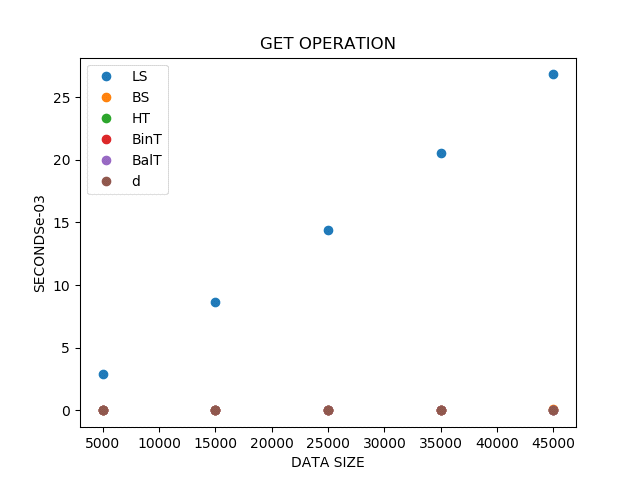 GET OPERATION
LS
BS
HT
BinT
BalT
d
25
20
15
10
5
0
SECONDSe-03
5000 10000 15000 20000 25000 30000 35000 40000 45000
DATA SIZE